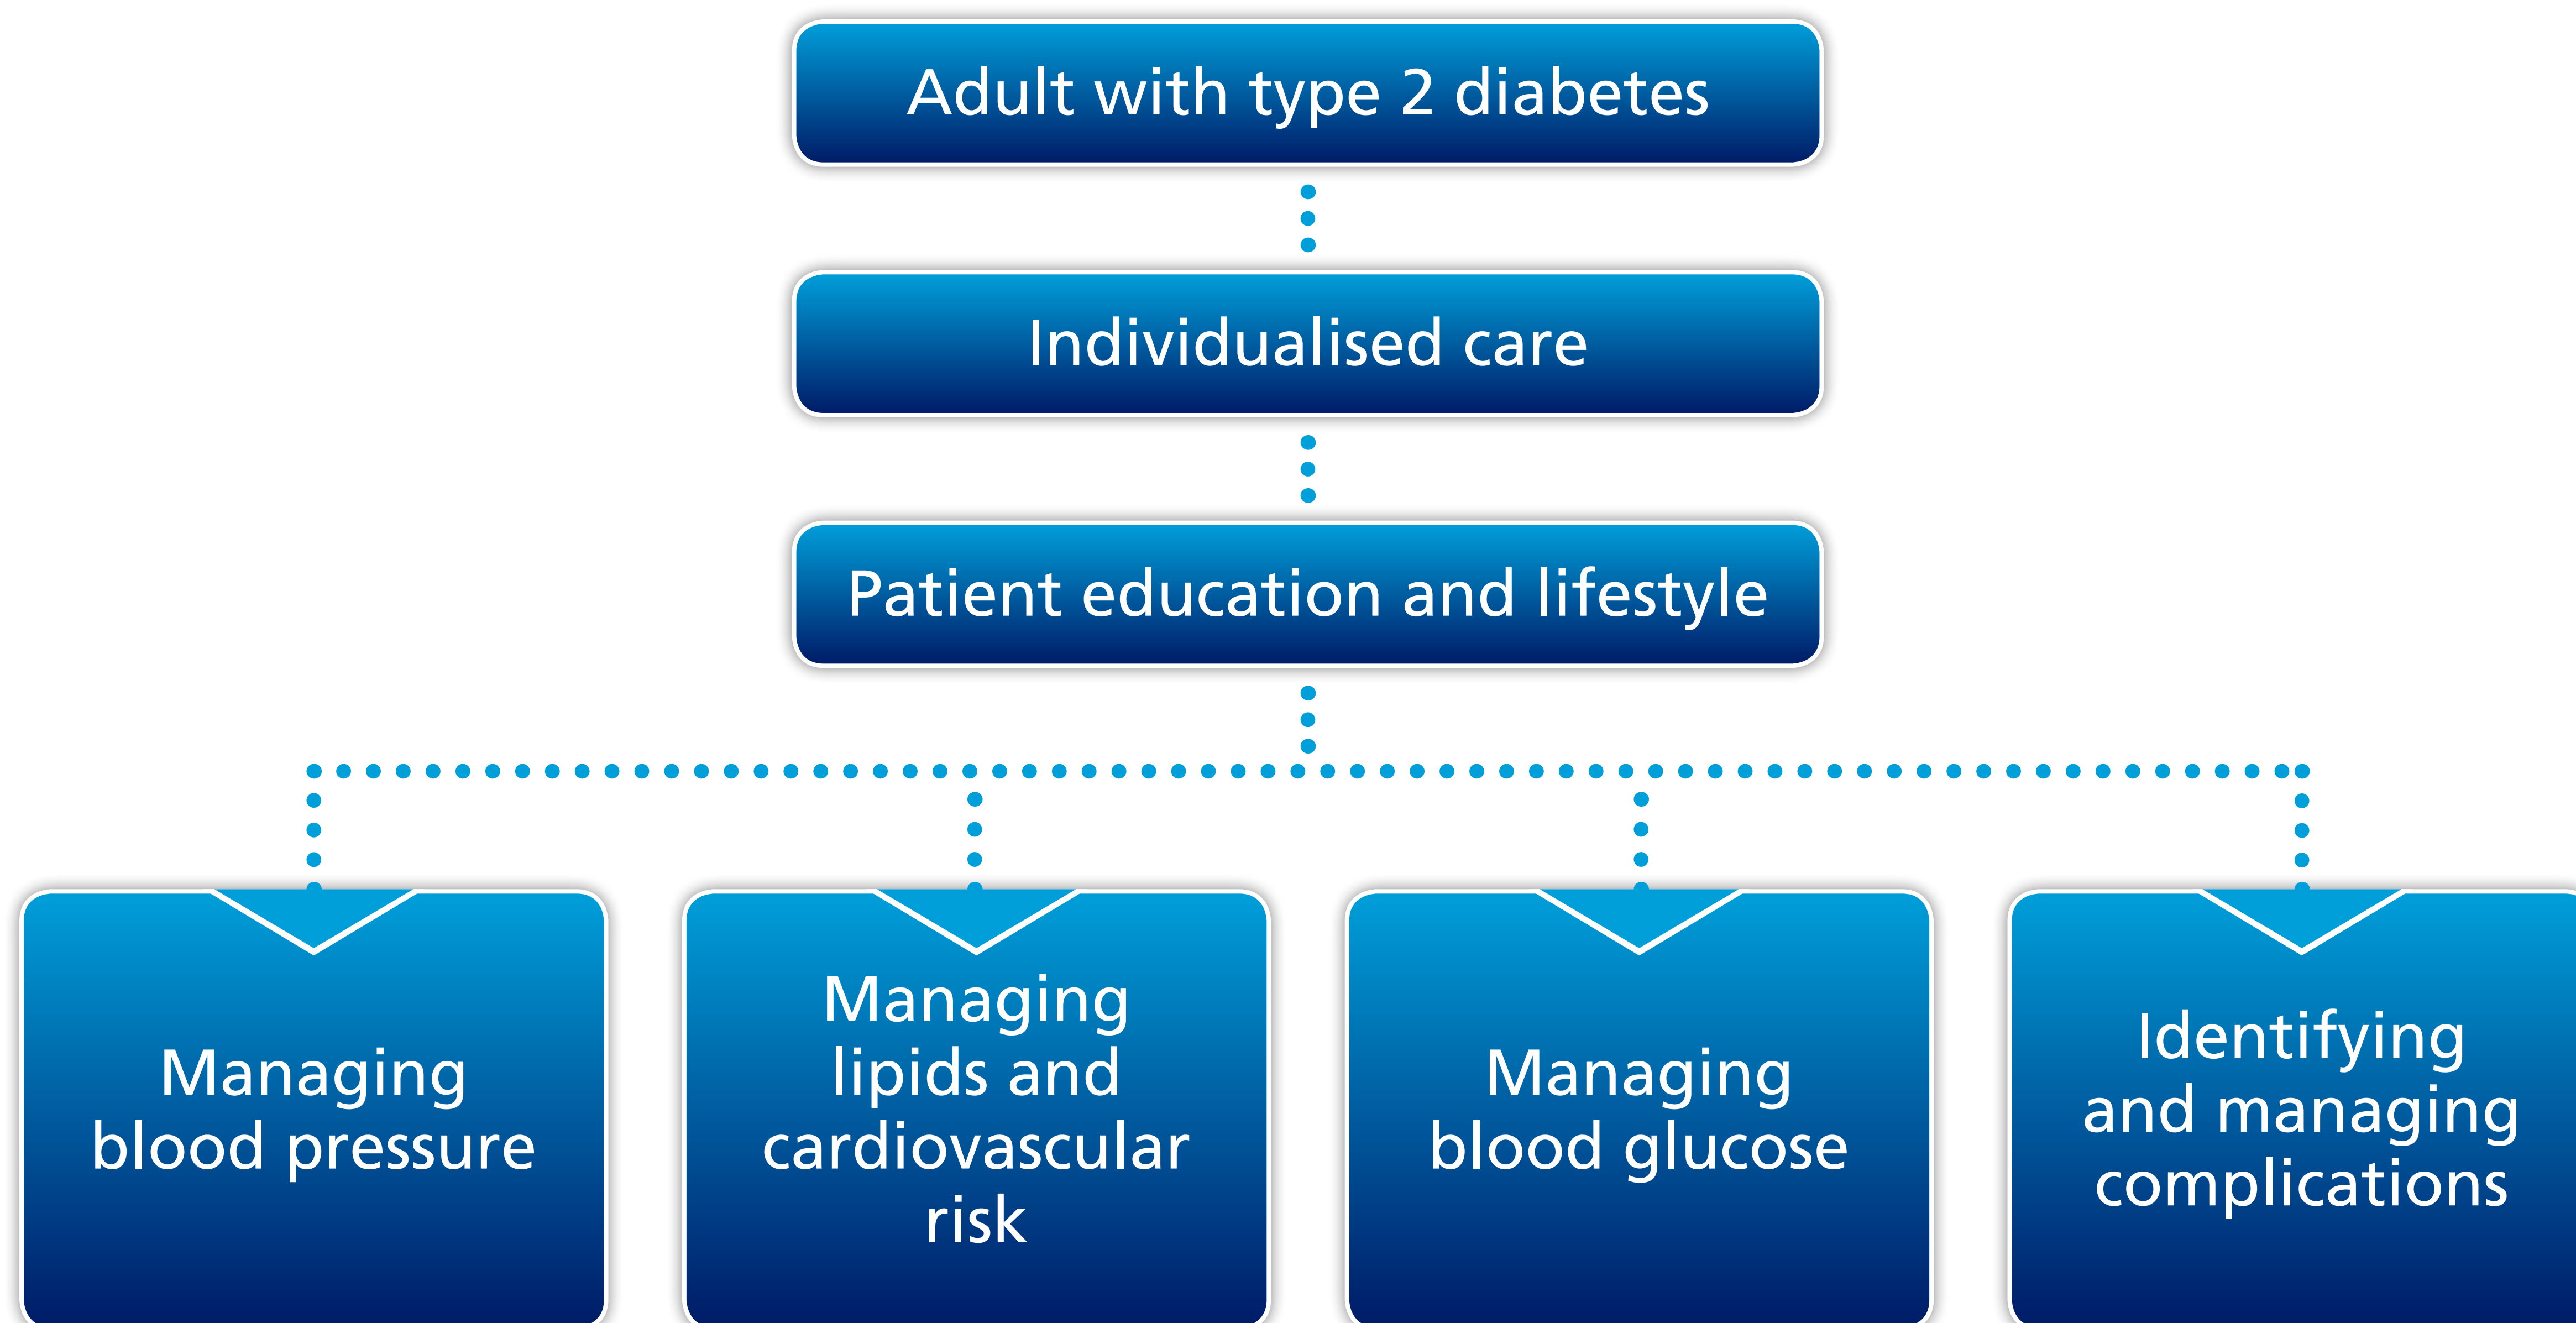 Adult with type 2 diabetes
Individualised care
Patient education and lifestyle
Managing
blood pressure
Managing
lipids and
cardiovascular
risk
Managing
blood glucose
Identifying
and managing
complications